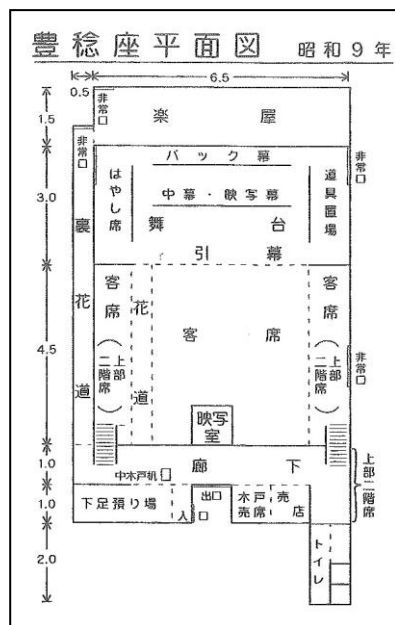 豊稔座平面図 昭和9年
0.5 6.5
非常口
楽屋
1.5
非常口
バック幕
非常口
はやし席
中幕・映写幕
道具置場
3.0
舞台
引幕
裏花道
客席(上部二階席)
花道
客席
客席(上部二階席)
4.5
非常口
映写室
廊下
1.0
中木戸机
上部二階席
下足預り場
入口
出口
木戸売席
売店
1.0
トイレ
2.0